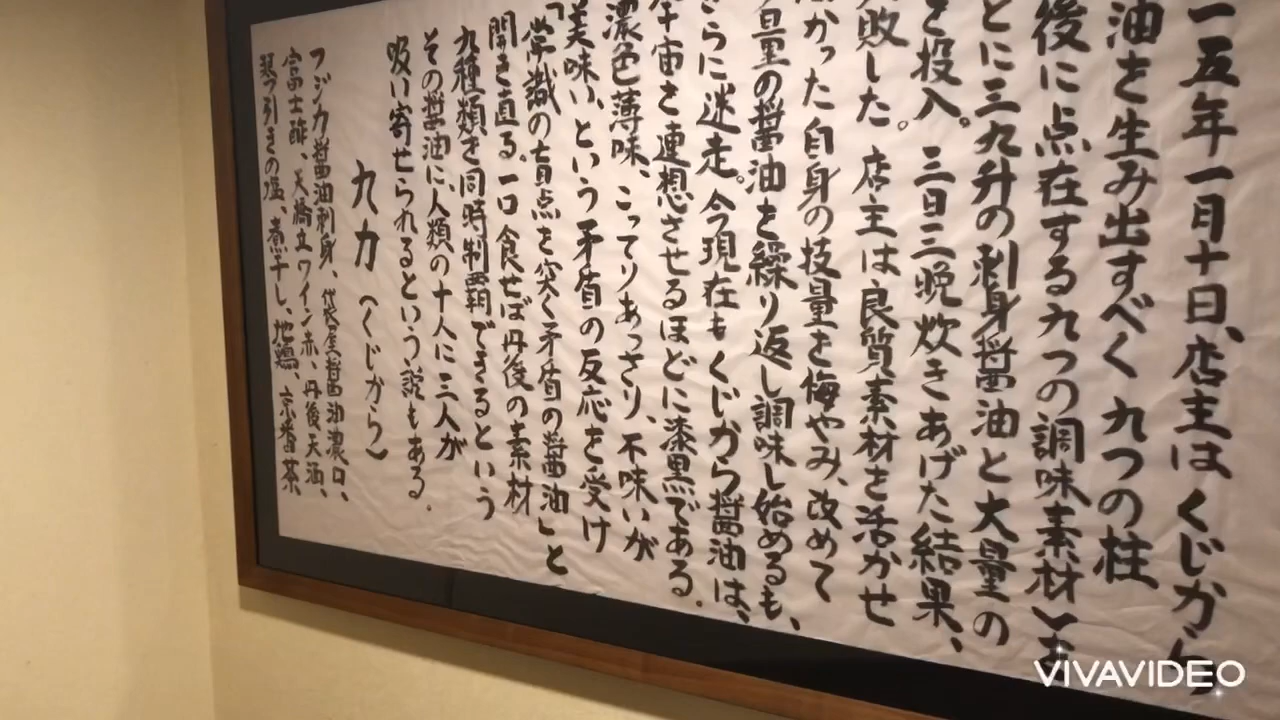 一五年一月十日、店主はくじから
油を生み出すべく九つの柱
後に点在する九つの調味素材)を
とに三九升の刺身醤油と大量の
を投入。三日三晩炊きあげた結果、
敗した。店主は良質素材を活かせ
かった自身の技量を悔やみ、改めて
量の醤油を繰り返し調味し始めるも、
らに迷走。今現在もくじから醤油は、
宇宙を連想させるほどに漆黒である。
濃色薄味、こってりあっさり、不味いが
美味い、という矛盾の反応を受け
「常識の盲点を突く矛盾の醤油」と
開き直る。一口食せば丹後の素材
九種類を同時制覇できるという
その醤油に人類の十人に三人が
吸い寄せられるという説もある。
九力(くじから)
フジカ醤油刺身、醤油濃口、
富士酢、天橋立ワイン赤、丹後天酒、
琴引きの塩、煮干し、地鶏、京番茶
VIVAVIDEO